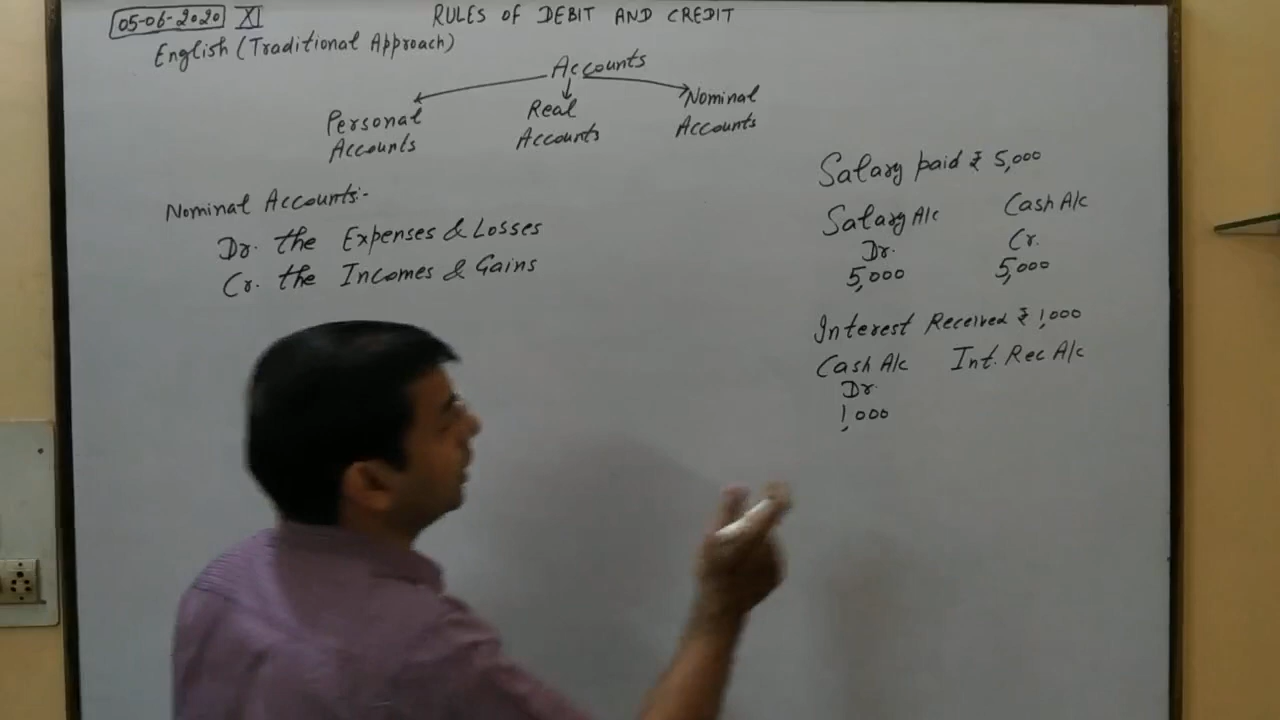 05-06-2020 XI RULES OF DEBIT AND CREDIT
English (Traditional Approach)
Accounts
Personal Accounts
Real Accounts
Nominal Accounts
Nominal Accounts:-
Dr. the Expenses & Losses
Cr. the Incomes & Gains
Salary paid ₹ 5,000
Salary A/c Cash A/c
Dr. Cr.
5,000 5,000
Interest Received ₹ 1,000
Cash A/c Int. Rec A/c
Dr.
1,000